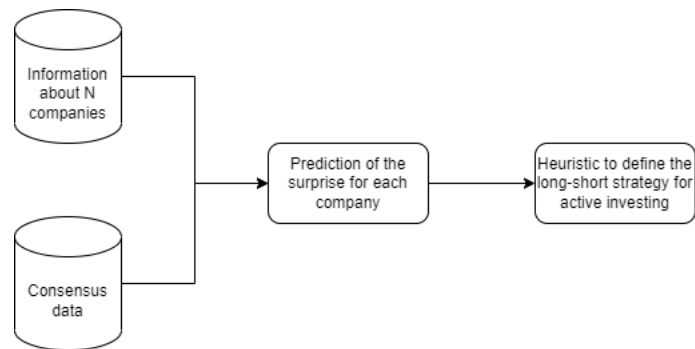 Information
about N
companies
Prediction of the
surprise for each
company
Heuristic to define the
long-short strategy for
active investing
Consensus
data